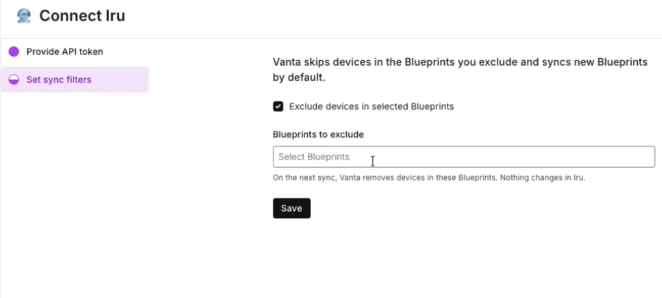 Connect Iru
Provide API token
Set sync filters
Vanta skips devices in the Blueprints you exclude and syncs new Blueprints
by default.
Exclude devices in selected Blueprints
Blueprints to exclude
Select Blueprints
On the next sync, Vanta removes devices in these Blueprints. Nothing changes in Iru.
Save